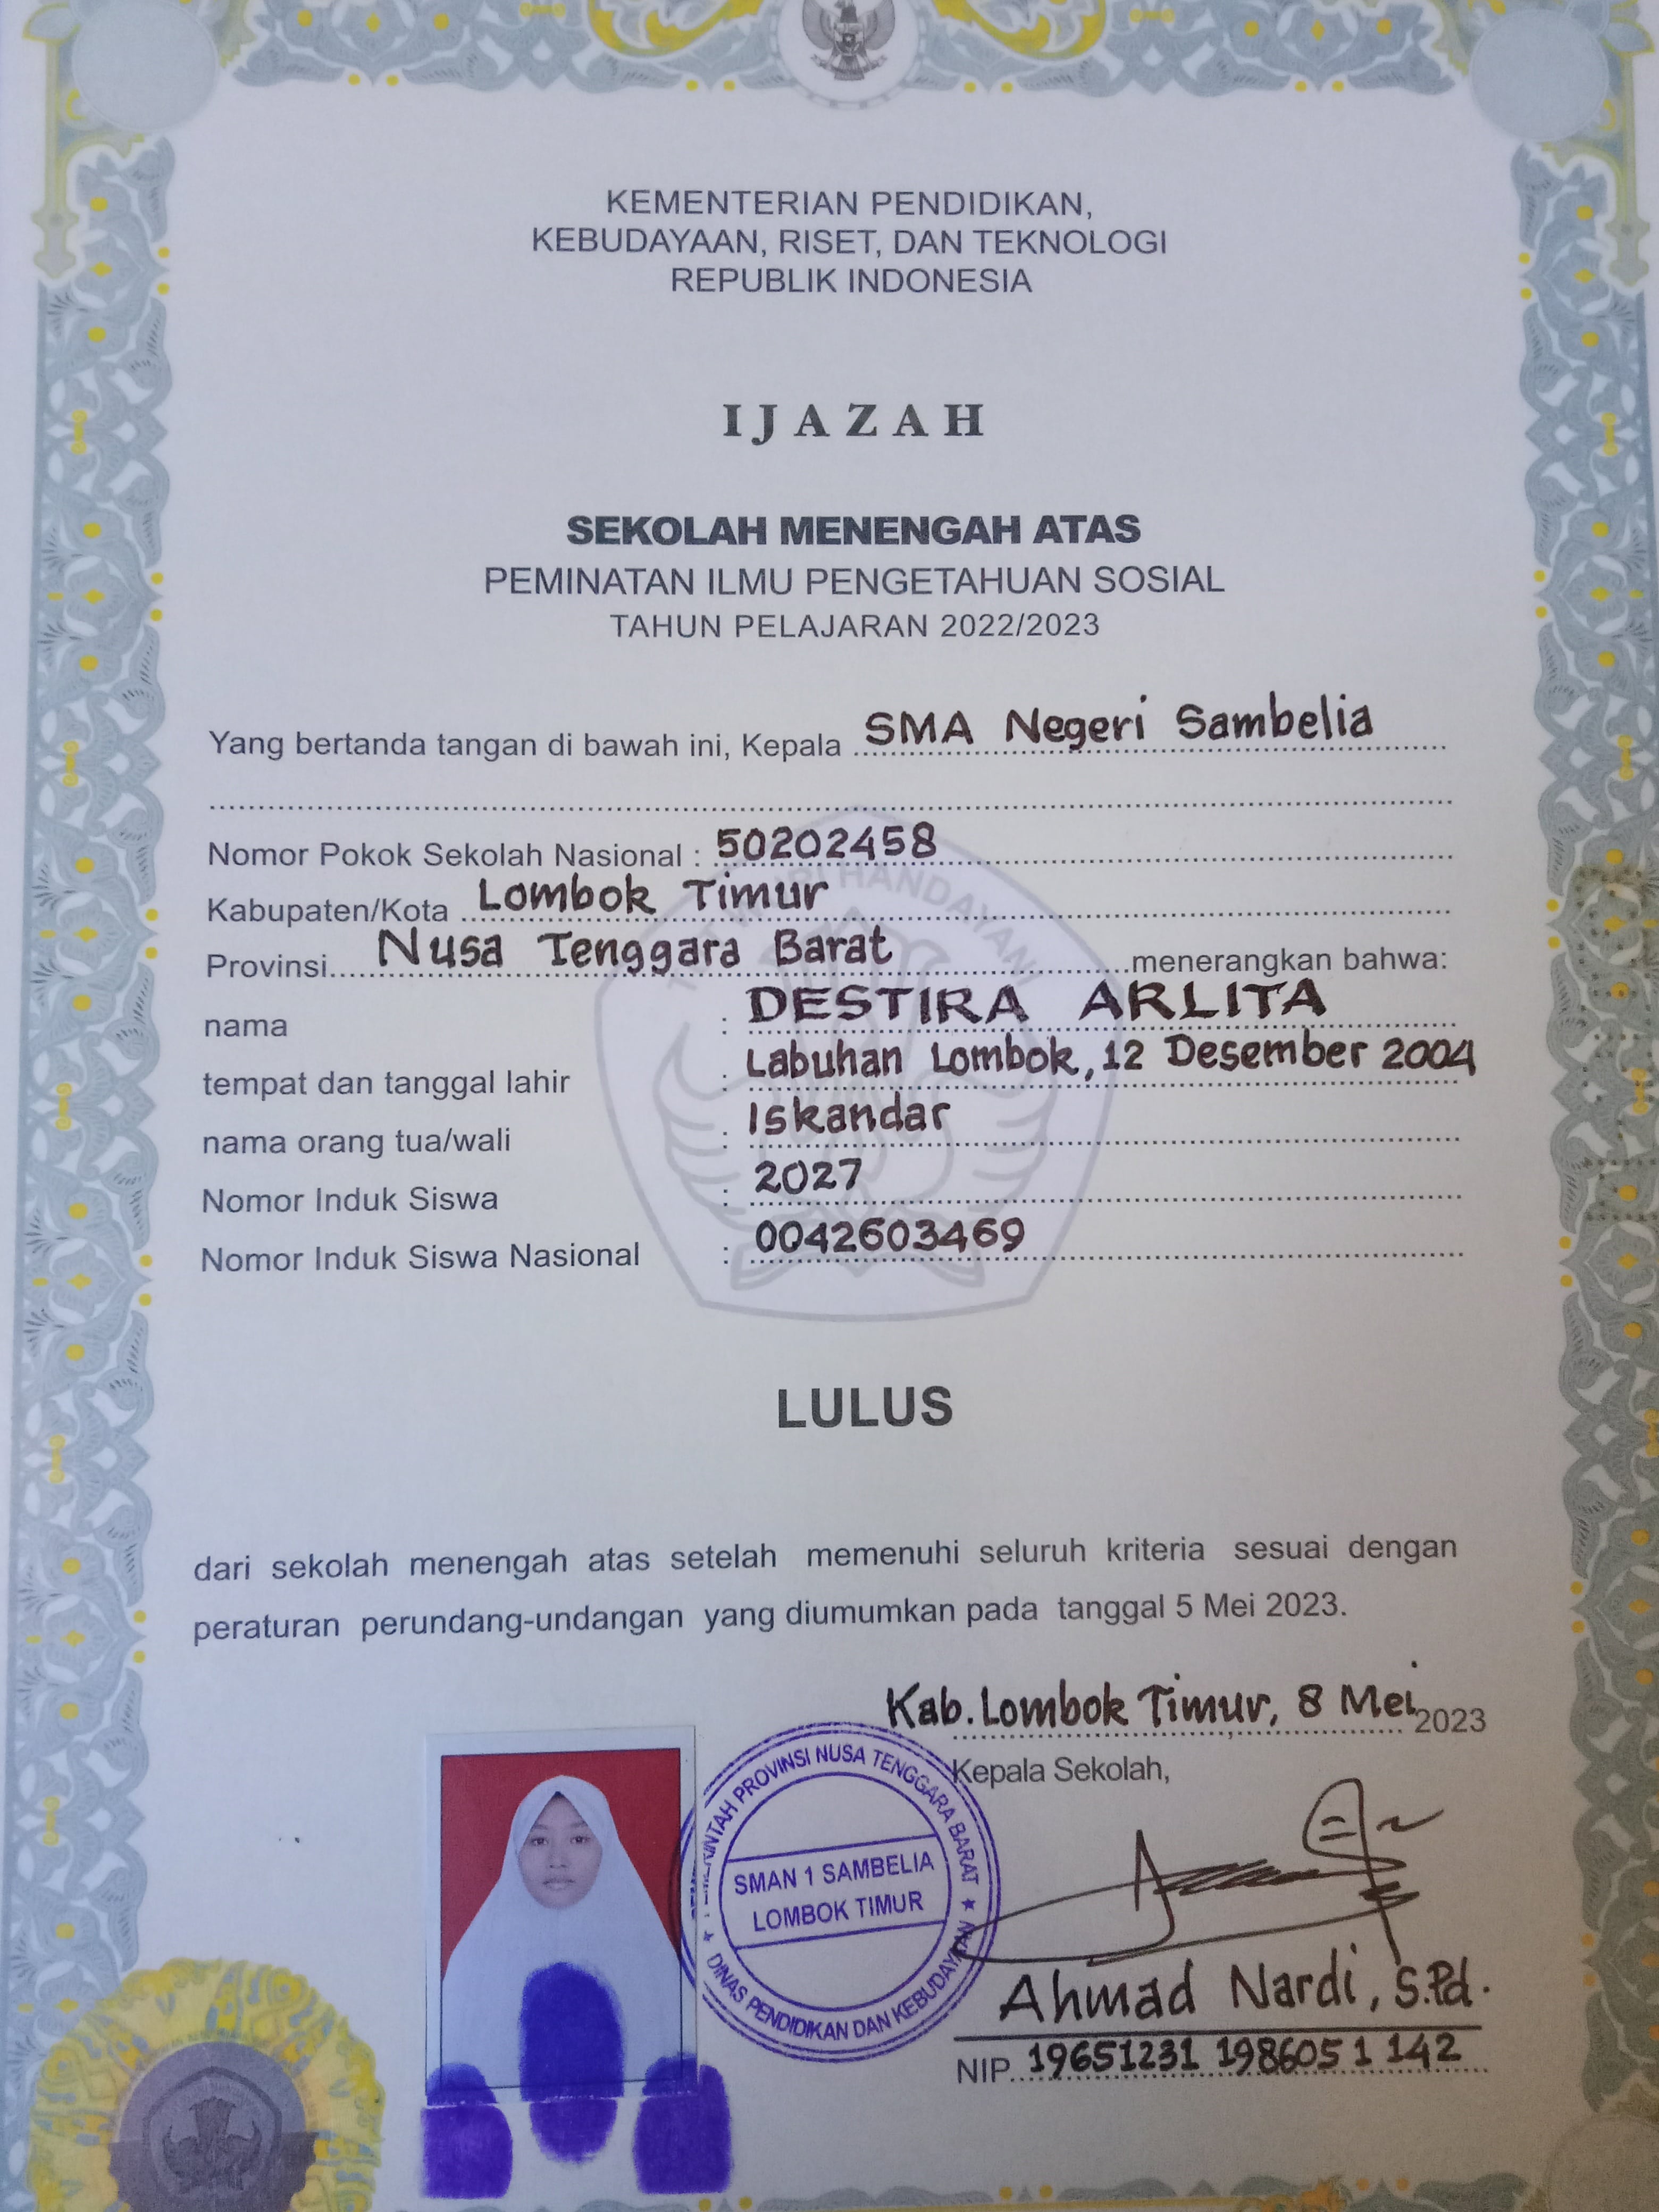 KEMENTERIAN PENDIDIKAN,
KEBUDAYAAN, RISET, DAN TEKNOLOGI
REPUBLIK INDONESIA
IJAZAH
SEKOLAH MENENGAH ATAS
PEMINATAN ILMU PENGETAHUAN SOSIAL
TAHUN PELAJARAN 2022/2023
Yang bertanda tangan di bawah ini, Kepala SMA Negeri Sambelia
Nomor Pokok Sekolah Nasional : 50202458
Kabupaten/Kota Lombok Timur
Provinsi Nusa Tenggara Barat menerangkan bahwa:
nama : DESTIRA ARLITA
tempat dan tanggal lahir : Labuhan Lombok, 12 Desember 2004
nama orang tua/wali : Iskandar
Nomor Induk Siswa : 2027
Nomor Induk Siswa Nasional : 0042603469
LULUS
dari sekolah menengah atas setelah memenuhi seluruh kriteria sesuai dengan
peraturan perundang-undangan yang diumumkan pada tanggal 5 Mei 2023.
Kab. Lombok Timur, 8 Mei 2023
Kepala Sekolah,
PROVINSI NUSA TENGGARA BARAT
SMAN 1 SAMBELIA
LOMBOK TIMUR
DINAS PENDIDIKAN DAN KEBUDAYAAN
Ahmad Nardi, S.Pd.
NIP. 19651231 198605 1 142